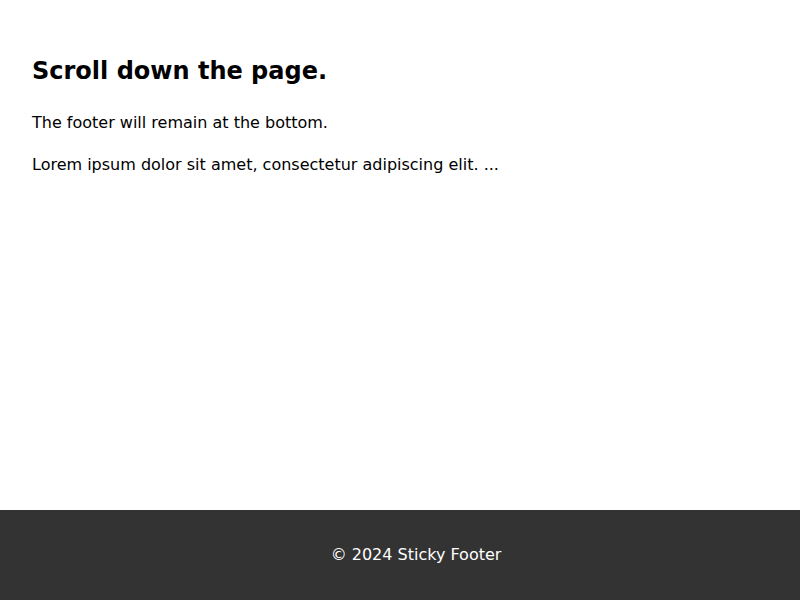 Scroll down the page.
The footer will remain at the bottom.
Lorem ipsum dolor sit amet, consectetur adipiscing elit. ...
© 2024 Sticky Footer